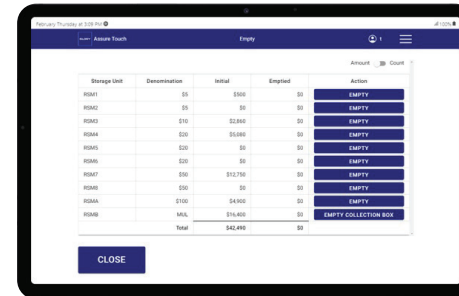 February Thursday at 3:09 PM
100%
Assure Touch
Empty
1
Amount Count
Storage Unit Denomination Initial Emptied Action
RSM1 $5 $500 $0 EMPTY
RSM2 $5 $0 $0 EMPTY
RSM3 $10 $2,860 $0 EMPTY
RSM4 $20 $5,080 $0 EMPTY
RSM5 $20 $0 $0 EMPTY
RSM6 $20 $0 $0 EMPTY
RSM7 $50 $12,750 $0 EMPTY
RSM8 $50 $0 $0 EMPTY
RSMA $100 $4,900 $0 EMPTY
RSMB MUL $16,400 $0 EMPTY COLLECTION BOX
Total $42,490 $0
CLOSE